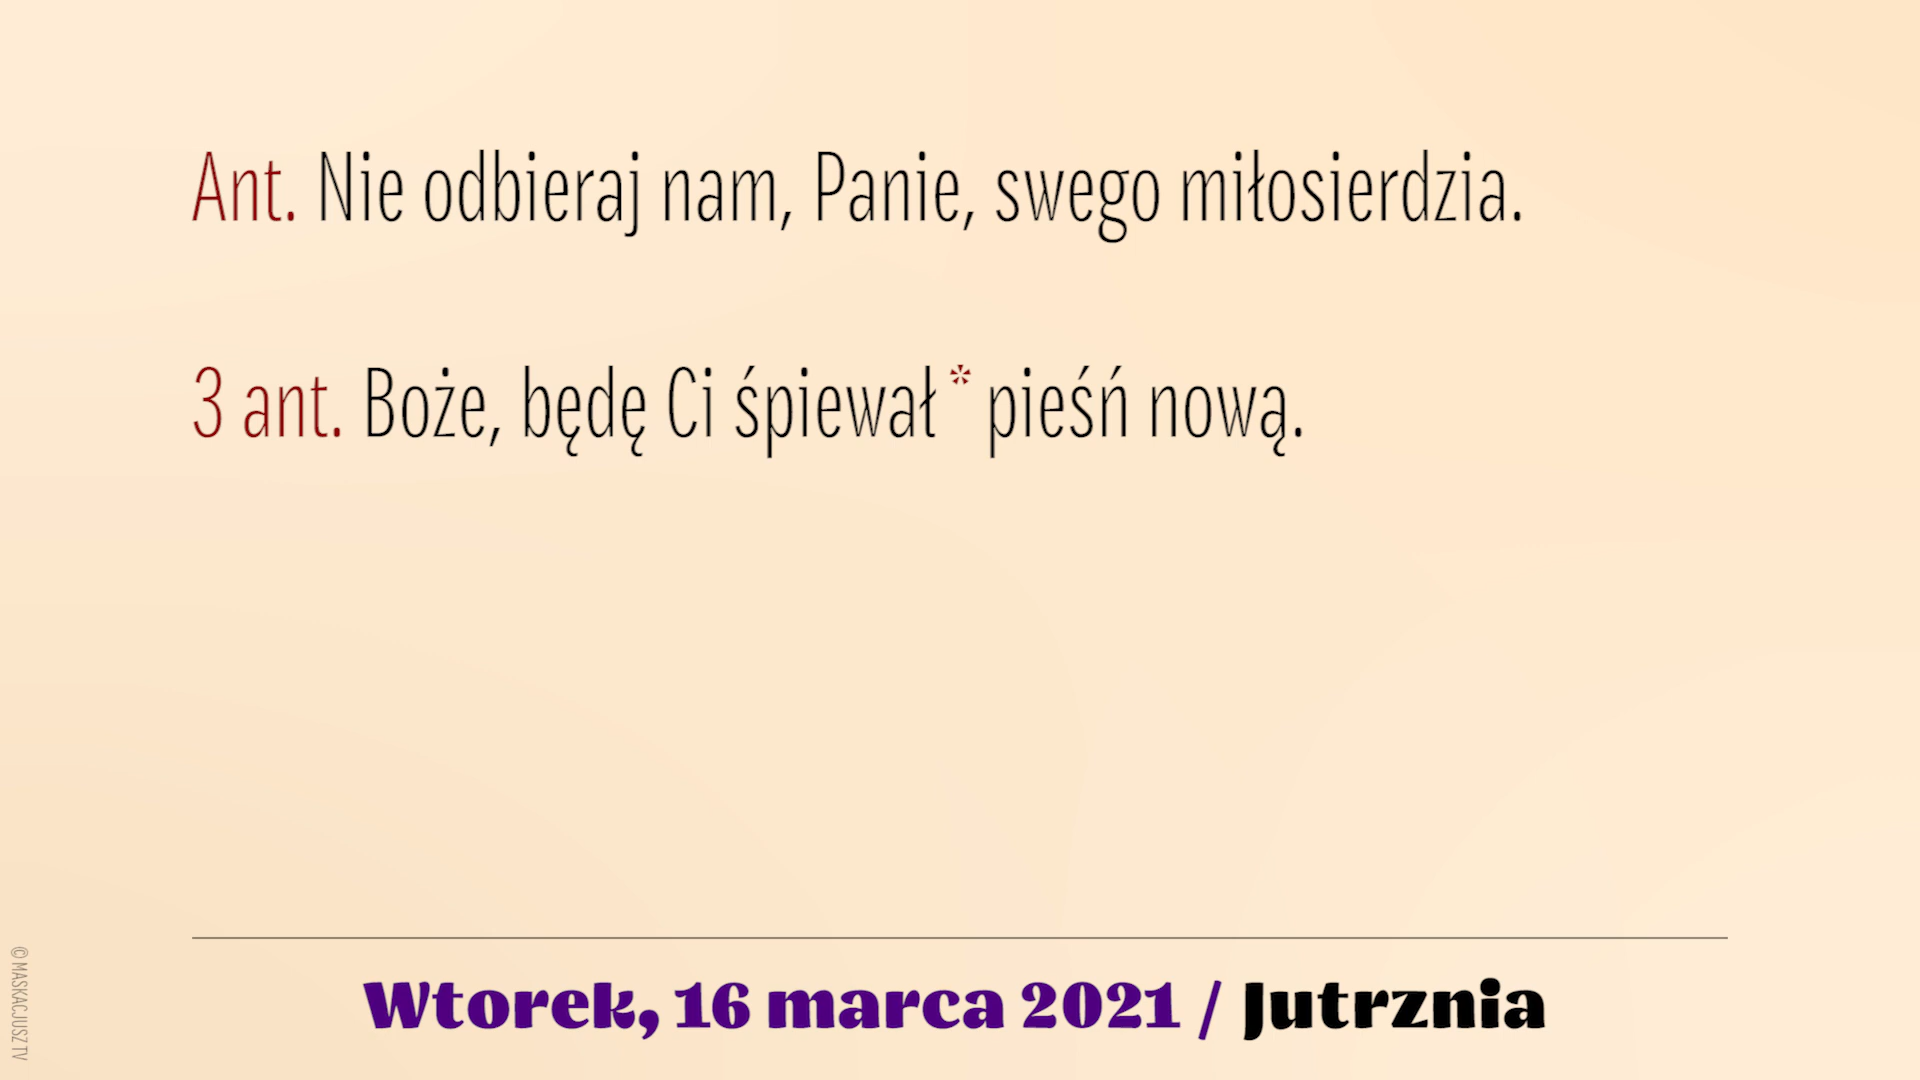 Ant. Nie odbieraj nam, Panie, swego miłosierdzia.
3 ant. Boże, będę Ci śpiewał * pieśń nową.
Wtorek, 16 marca 2021 / Jutrznia
© MASKACJUSZ TV